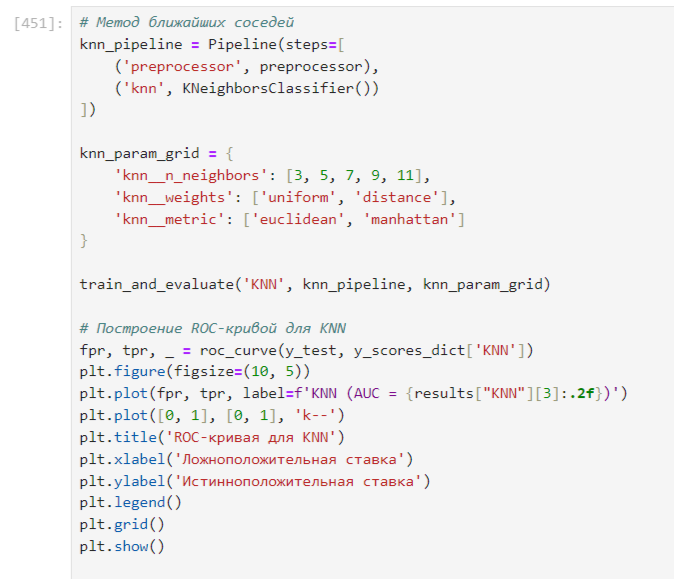 [451]:
# Метод ближайших соседей
knn_pipeline = Pipeline(steps=[
    ('preprocessor', preprocessor),
    ('knn', KNeighborsClassifier())
])

knn_param_grid = {
    'knn__n_neighbors': [3, 5, 7, 9, 11],
    'knn__weights': ['uniform', 'distance'],
    'knn__metric': ['euclidean', 'manhattan']
}

train_and_evaluate('KNN', knn_pipeline, knn_param_grid)

# Построение ROC-кривой для KNN
fpr, tpr, _ = roc_curve(y_test, y_scores_dict['KNN'])
plt.figure(figsize=(10, 5))
plt.plot(fpr, tpr, label=f'KNN (AUC = {results["KNN"][3]:.2f})')
plt.plot([0, 1], [0, 1], 'k--')
plt.title('ROC-кривая для KNN')
plt.xlabel('Ложноположительная ставка')
plt.ylabel('Истинноположительная ставка')
plt.legend()
plt.grid()
plt.show()